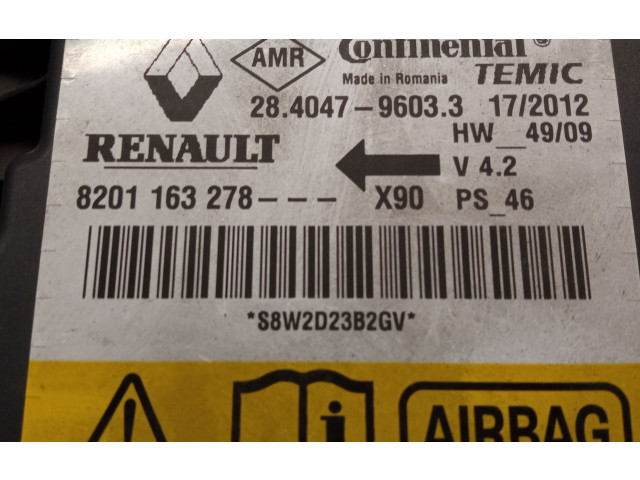 AMR Continental
Made in Romania TEMIC
28.4047-9603.3 17/2012
HW_49/09
RENAULT V 4.2
8201 163 278--- X90 PS_46
*S8W2D23B2GV*
i AIRBAG